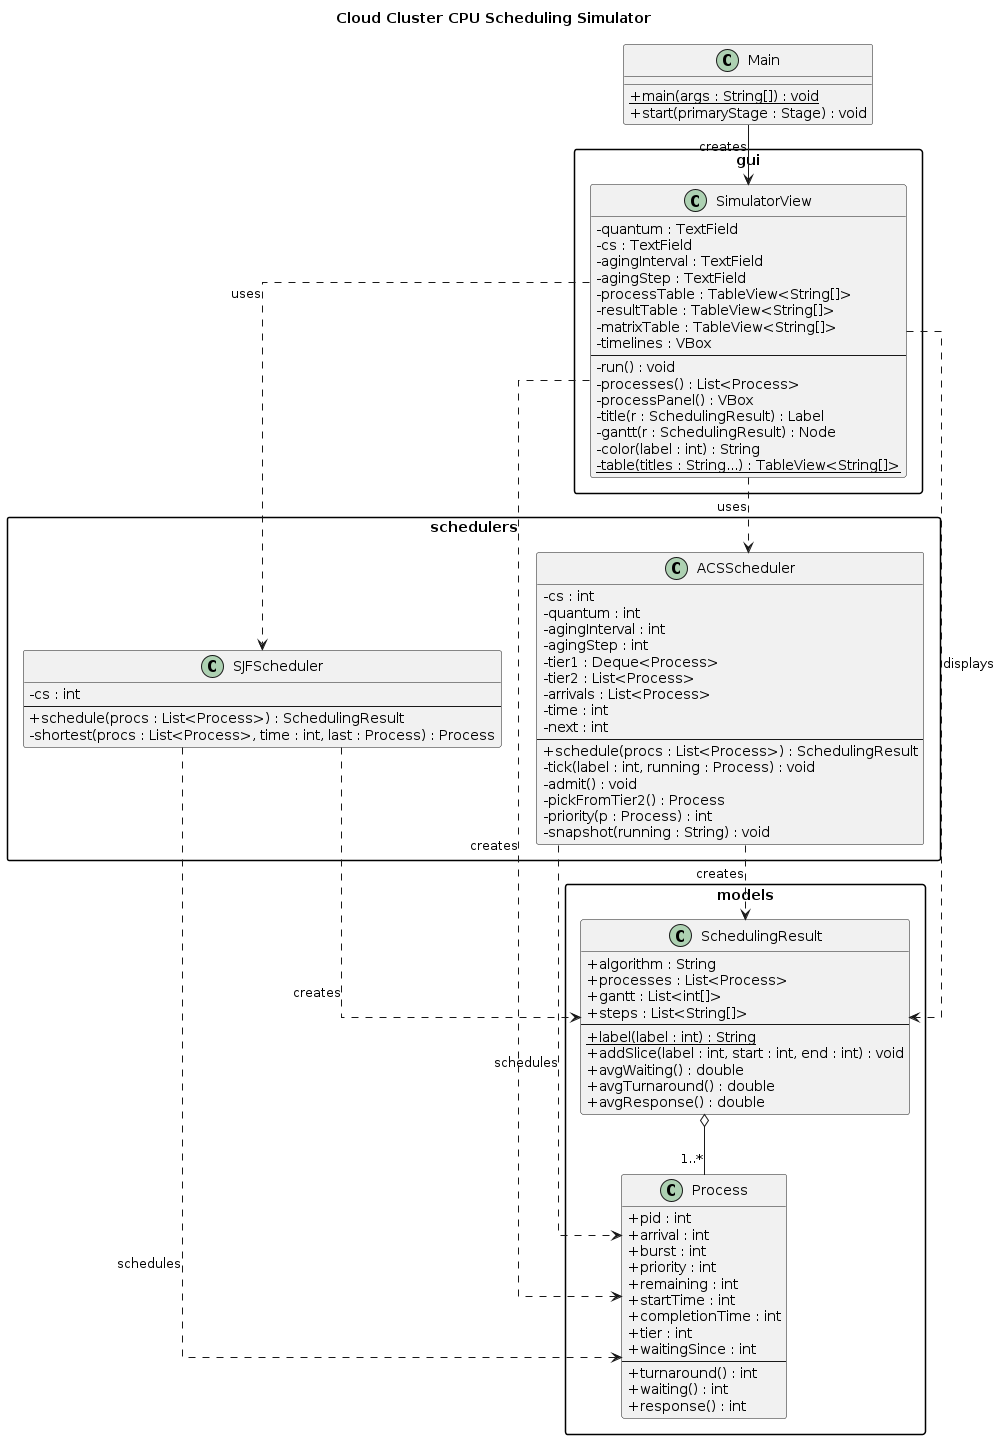 Cloud Cluster CPU Scheduling Simulator
C Main
+main(args : String[]) : void
+start(primaryStage : Stage) : void
creates
gui
C SimulatorView
-quantum : TextField
-cs : TextField
-agingInterval : TextField
-agingStep : TextField
-processTable : TableView<String[]>
-resultTable : TableView<String[]>
-matrixTable : TableView<String[]>
-timelines : VBox
-run() : void
-processes() : List<Process>
-processPanel() : VBox
-title(r : SchedulingResult) : Label
-gantt(r : SchedulingResult) : Node
-color(label : int) : String
-table(titles : String...) : TableView<String[]>
uses
uses
schedulers
C ACSScheduler
-cs : int
-quantum : int
-agingInterval : int
-agingStep : int
-tier1 : Deque<Process>
-tier2 : List<Process>
-arrivals : List<Process>
-time : int
-next : int
+schedule(procs : List<Process>) : SchedulingResult
-tick(label : int, running : Process) : void
-admit() : void
-pickFromTier2() : Process
-priority(p : Process) : int
-snapshot(running : String) : void
C SJFScheduler
-cs : int
+schedule(procs : List<Process>) : SchedulingResult
-shortest(procs : List<Process>, time : int, last : Process) : Process
displays
creates
creates
models
C SchedulingResult
+algorithm : String
+processes : List<Process>
+gantt : List<int[]>
+steps : List<String[]>
+label(label : int) : String
+addSlice(label : int, start : int, end : int) : void
+avgWaiting() : double
+avgTurnaround() : double
+avgResponse() : double
creates
schedules
1..*
C Process
+pid : int
+arrival : int
+burst : int
+priority : int
+remaining : int
+startTime : int
+completionTime : int
+tier : int
+waitingSince : int
+turnaround() : int
+waiting() : int
+response() : int
schedules